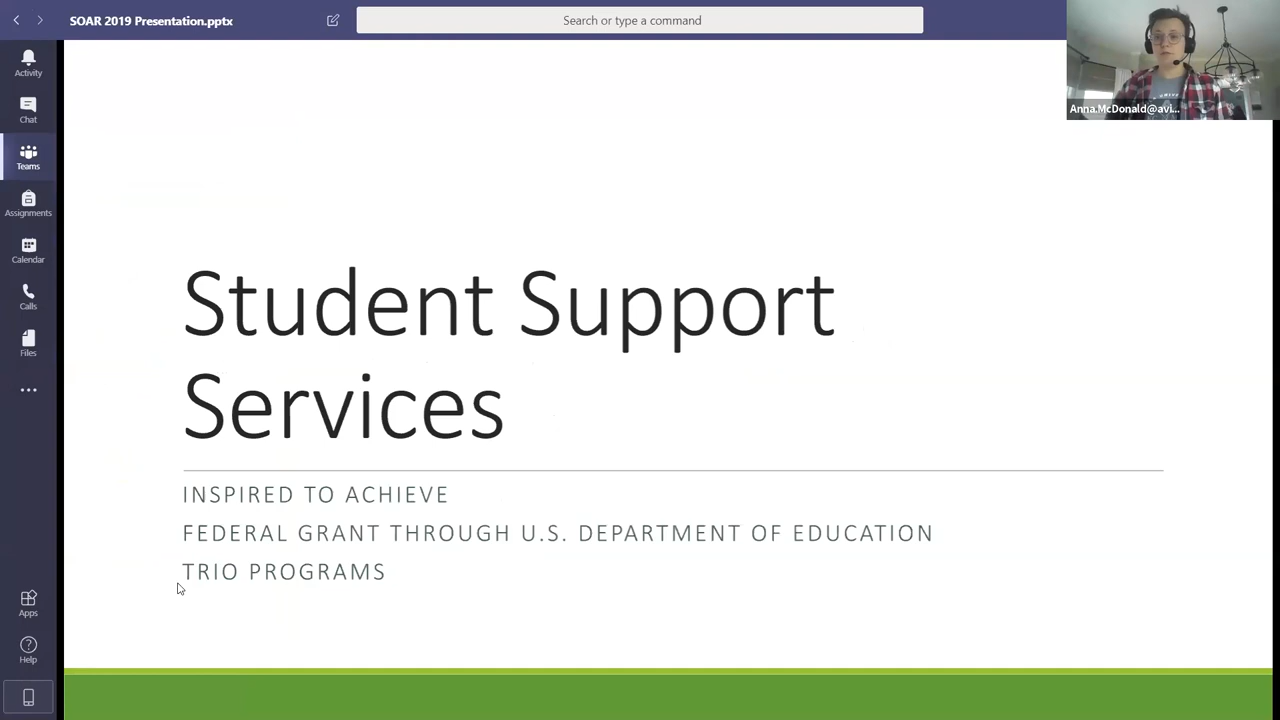 SOAR 2019 Presentation.pptx
Search or type a command
Activity
Chat
Teams
Assignments
Calendar
Calls
Files
Apps
Help
Anna.McDonald@avi...
Student Support
Services
INSPIRED TO ACHIEVE
FEDERAL GRANT THROUGH U.S. DEPARTMENT OF EDUCATION
TRIO PROGRAMS